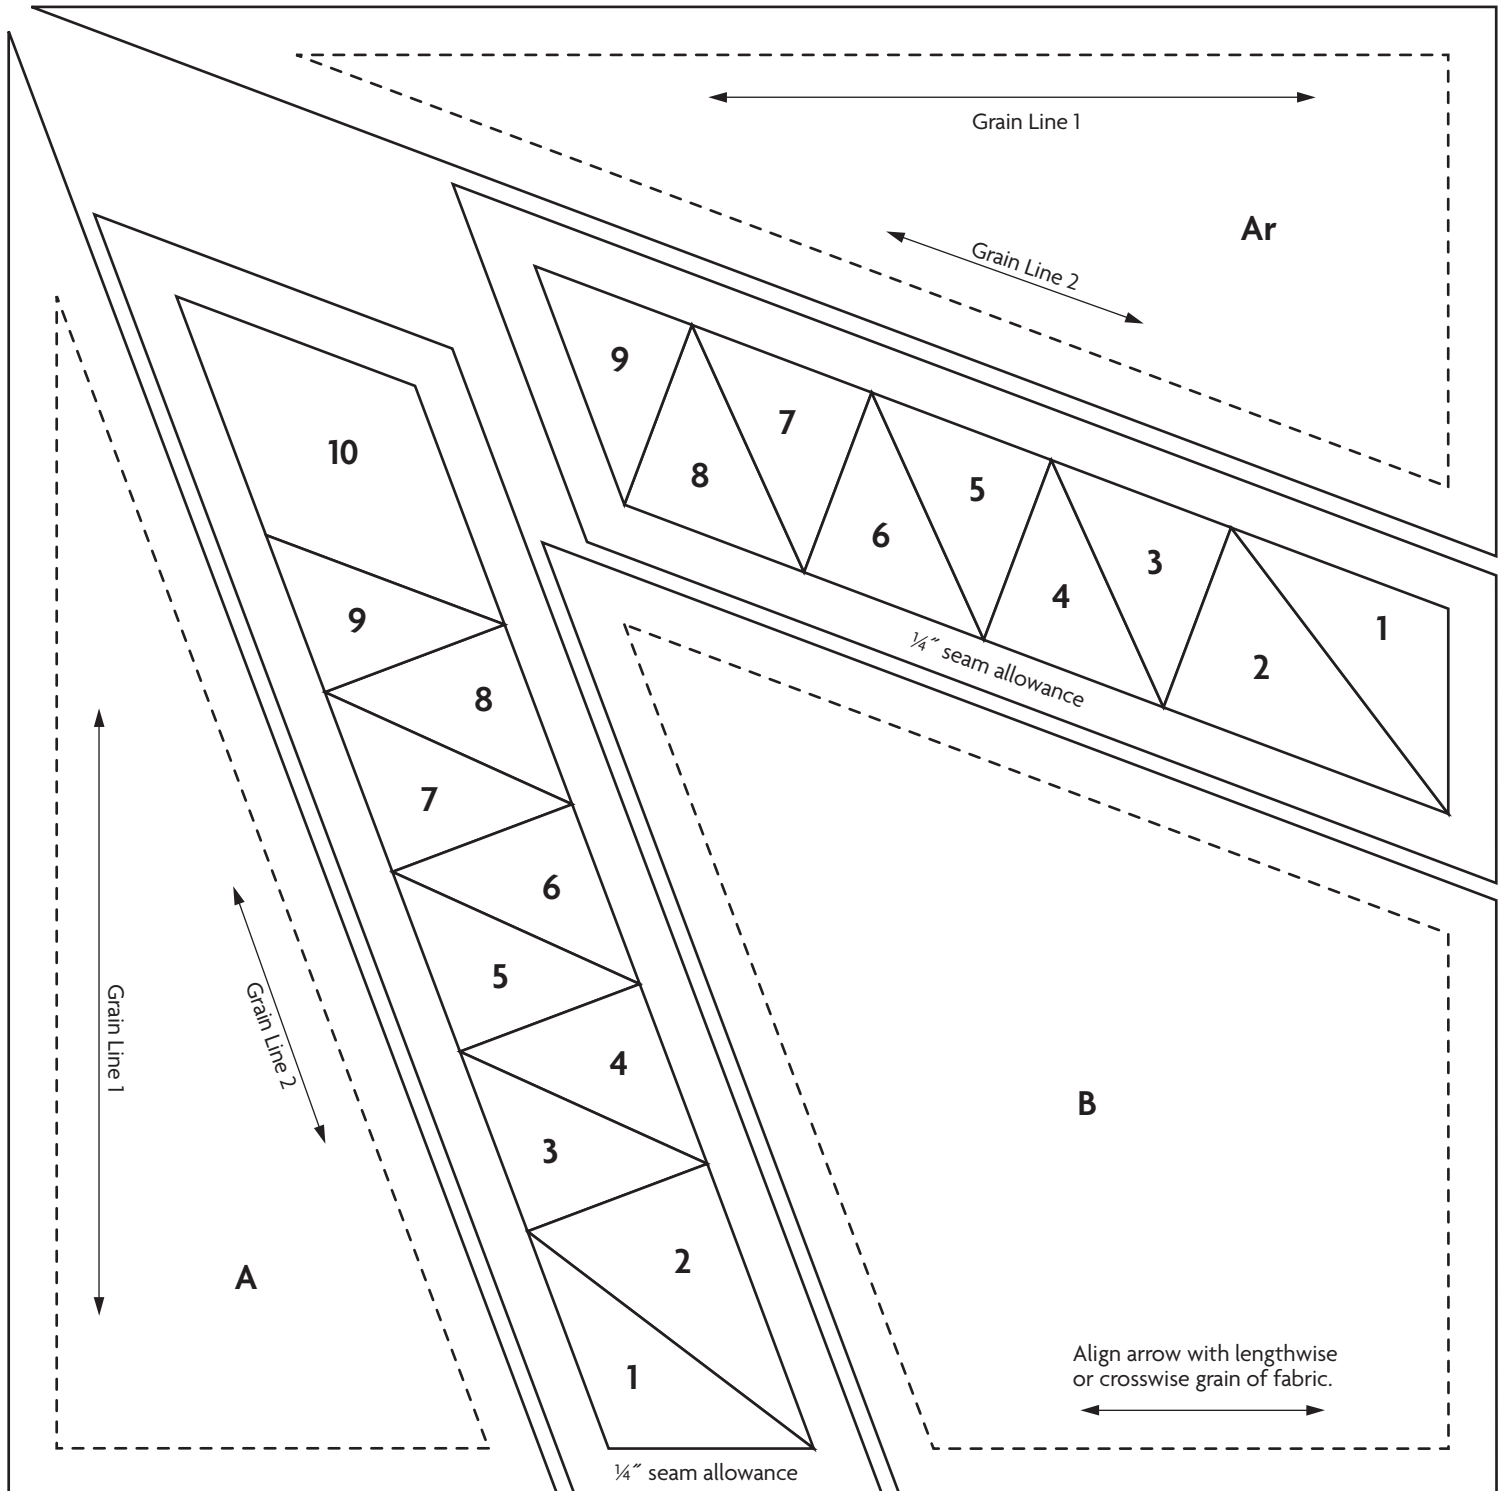 Grain Line 1
Ar
Grain Line 2
9
7
8
5
6
3
4
1
2
¼″ seam allowance
10
9
8
7
6
5
4
3
2
1
¼″ seam allowance
Grain Line 1
Grain Line 2
A
B
Align arrow with lengthwise
or crosswise grain of fabric.